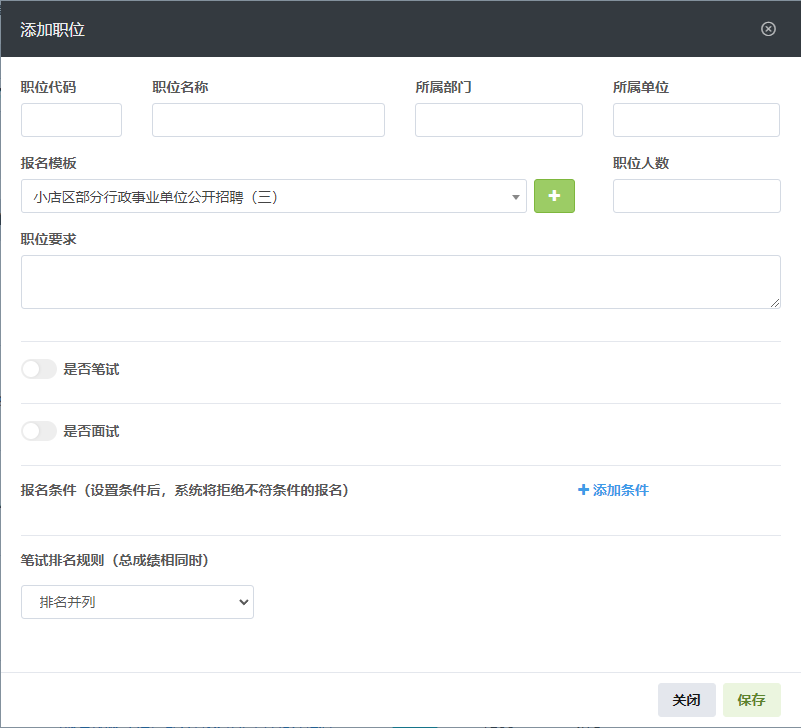 添加职位
职位代码 职位名称 所属部门 所属单位
报名模板 职位人数
小店区部分行政事业单位公开招聘（三）
职位要求
是否笔试
是否面试
报名条件（设置条件后，系统将拒绝不符条件的报名） 添加条件
笔试排名规则（总成绩相同时）
排名并列
关闭 保存